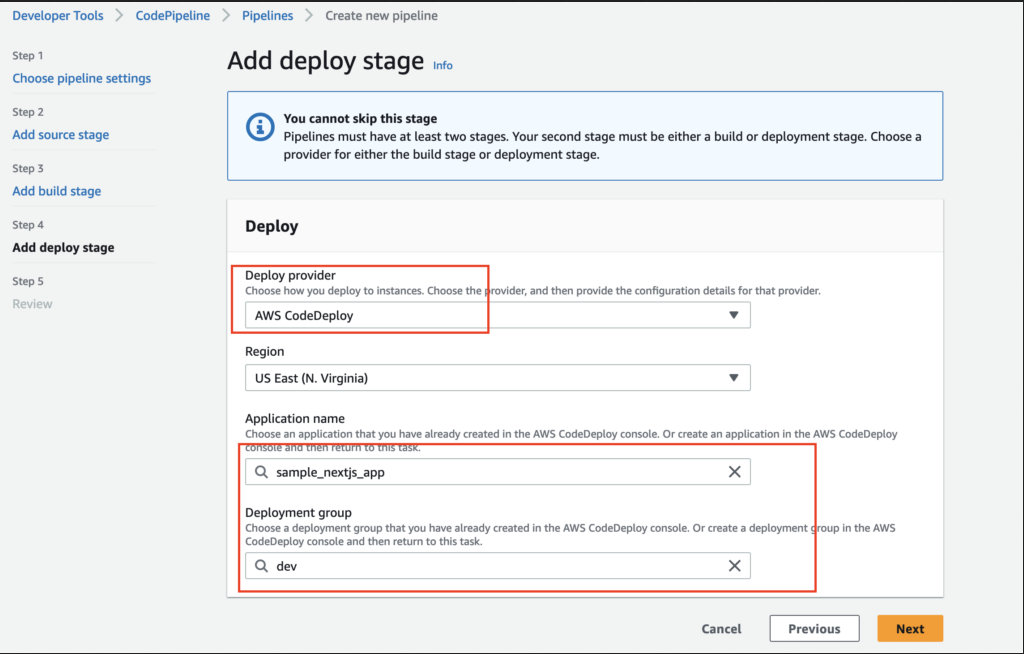 Developer Tools > CodePipeline > Pipelines > Create new pipeline
Step 1
Choose pipeline settings
Step 2
Add source stage
Step 3
Add build stage
Step 4
Add deploy stage
Step 5
Review
Add deploy stage Info
You cannot skip this stage
Pipelines must have at least two stages. Your second stage must be either a build or deployment stage. Choose a
provider for either the build stage or deployment stage.
Deploy
Deploy provider
Choose how you deploy to instances. Choose the provider, and then provide the configuration details for that provider.
AWS CodeDeploy
Region
US East (N. Virginia)
Application name
Choose an application that you have already created in the AWS CodeDeploy console. Or create an application in the AWS CodeDeploy
console and then return to this task.
sample_nextjs_app
Deployment group
Choose a deployment group that you have already created in the AWS CodeDeploy console. Or create a deployment group in the AWS
CodeDeploy console and then return to this task.
dev
Cancel Previous Next